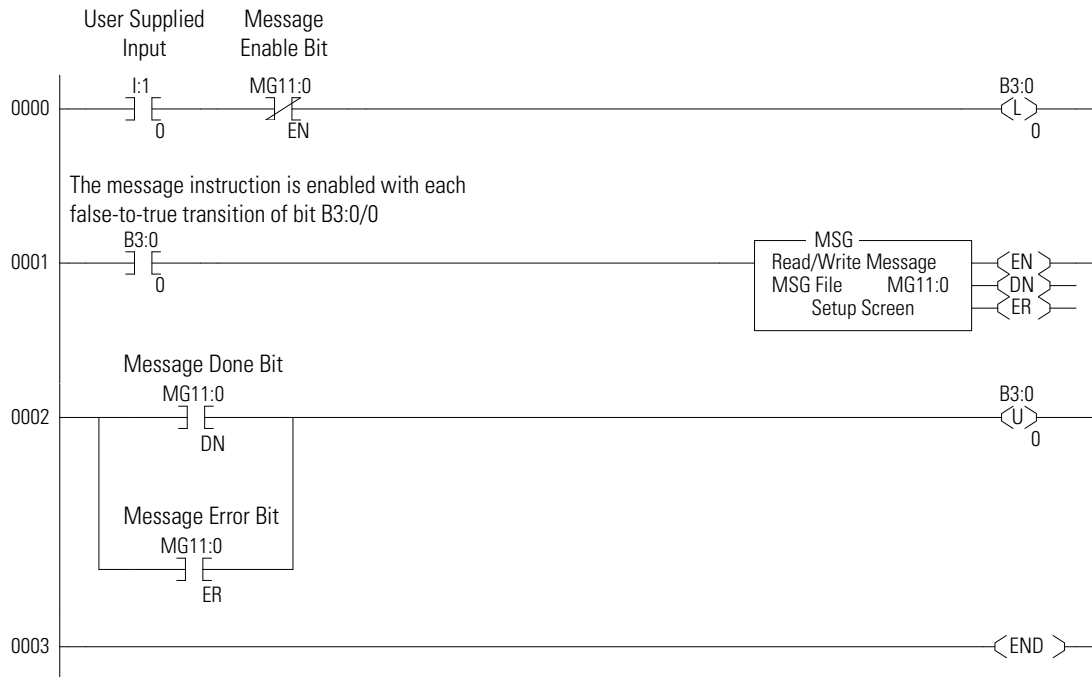 User Supplied Input
Message Enable Bit
I:1
0
MG11:0
EN
B3:0
L
0
0000
The message instruction is enabled with each
false-to-true transition of bit B3:0/0
B3:0
0
0001
MSG
Read/Write Message
MSG File MG11:0
Setup Screen
EN
DN
ER
Message Done Bit
MG11:0
DN
0002
B3:0
U
0
Message Error Bit
MG11:0
ER
0003
END